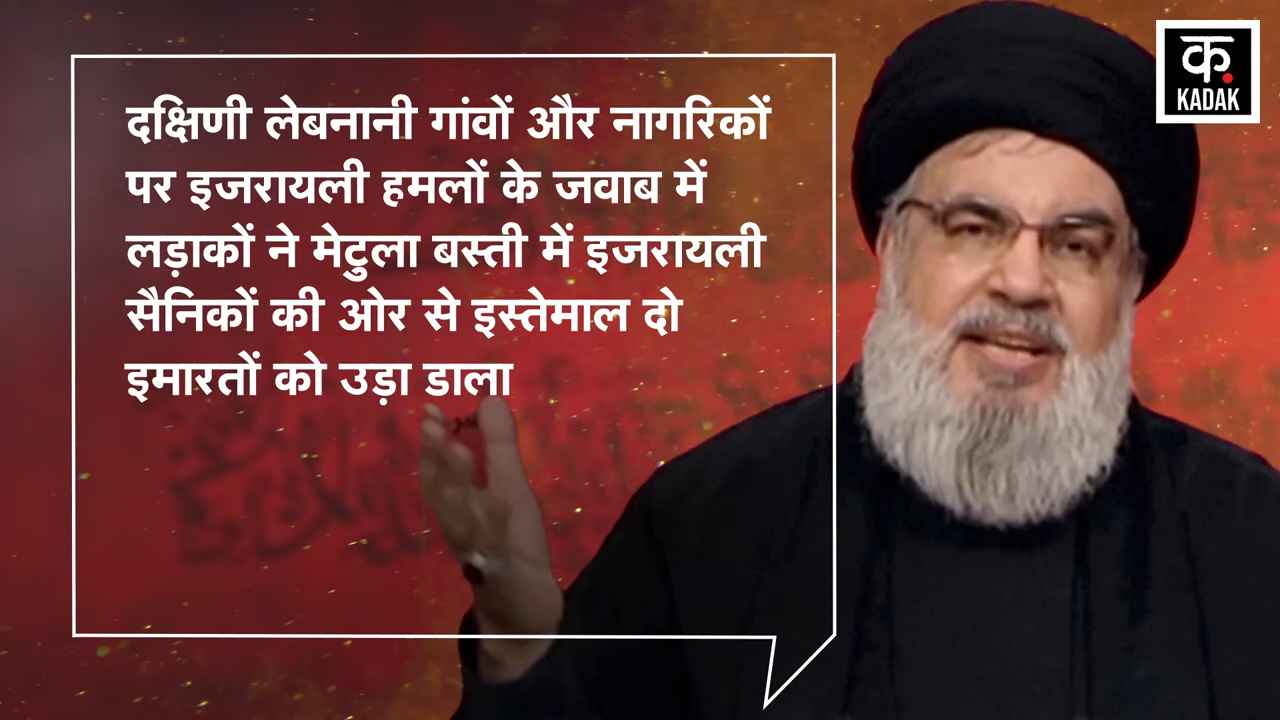 दक्षिणी लेबनानी गांवों और नागरिकों
पर इजरायली हमलों के जवाब में
लड़ाकों ने मेटुला बस्ती में इजरायली
सैनिकों की ओर से इस्तेमाल दो
इमारतों को उड़ा डाला
क.
KADAK